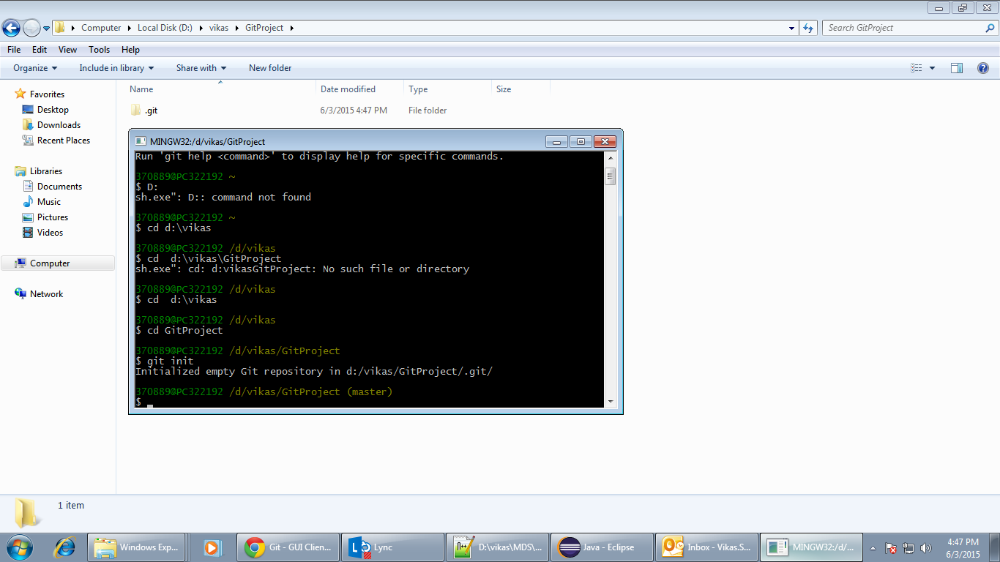 Computer Local Disk (D:) vikas GitProject
Search GitProject
File Edit View Tools Help
Organize Include in library Share with New folder
Favorites
Desktop
Downloads
Recent Places
Libraries
Documents
Music
Pictures
Videos
Computer
Network
Name Date modified Type Size
.git 6/3/2015 4:47 PM File folder
MINGW32:/d/vikas/GitProject
Run 'git help <command>' to display help for specific commands.
370889@PC322192 ~
$ D:
sh.exe": D:: command not found
370889@PC322192 ~
$ cd d:\vikas
370889@PC322192 /d/vikas
$ cd  d:\vikas\GitProject
sh.exe": cd: d:vikasGitProject: No such file or directory
370889@PC322192 /d/vikas
$ cd  d:\vikas
370889@PC322192 /d/vikas
$ cd GitProject
370889@PC322192 /d/vikas/GitProject
$ git init
Initialized empty Git repository in d:/vikas/GitProject/.git/
370889@PC322192 /d/vikas/GitProject (master)
$
1 item
Windows Exp...
Git - GUI Clien...
Lync
D:\vikas\MDS\...
Java - Eclipse
Inbox - Vikas.S...
MINGW32:/d/...
4:47 PM
6/3/2015